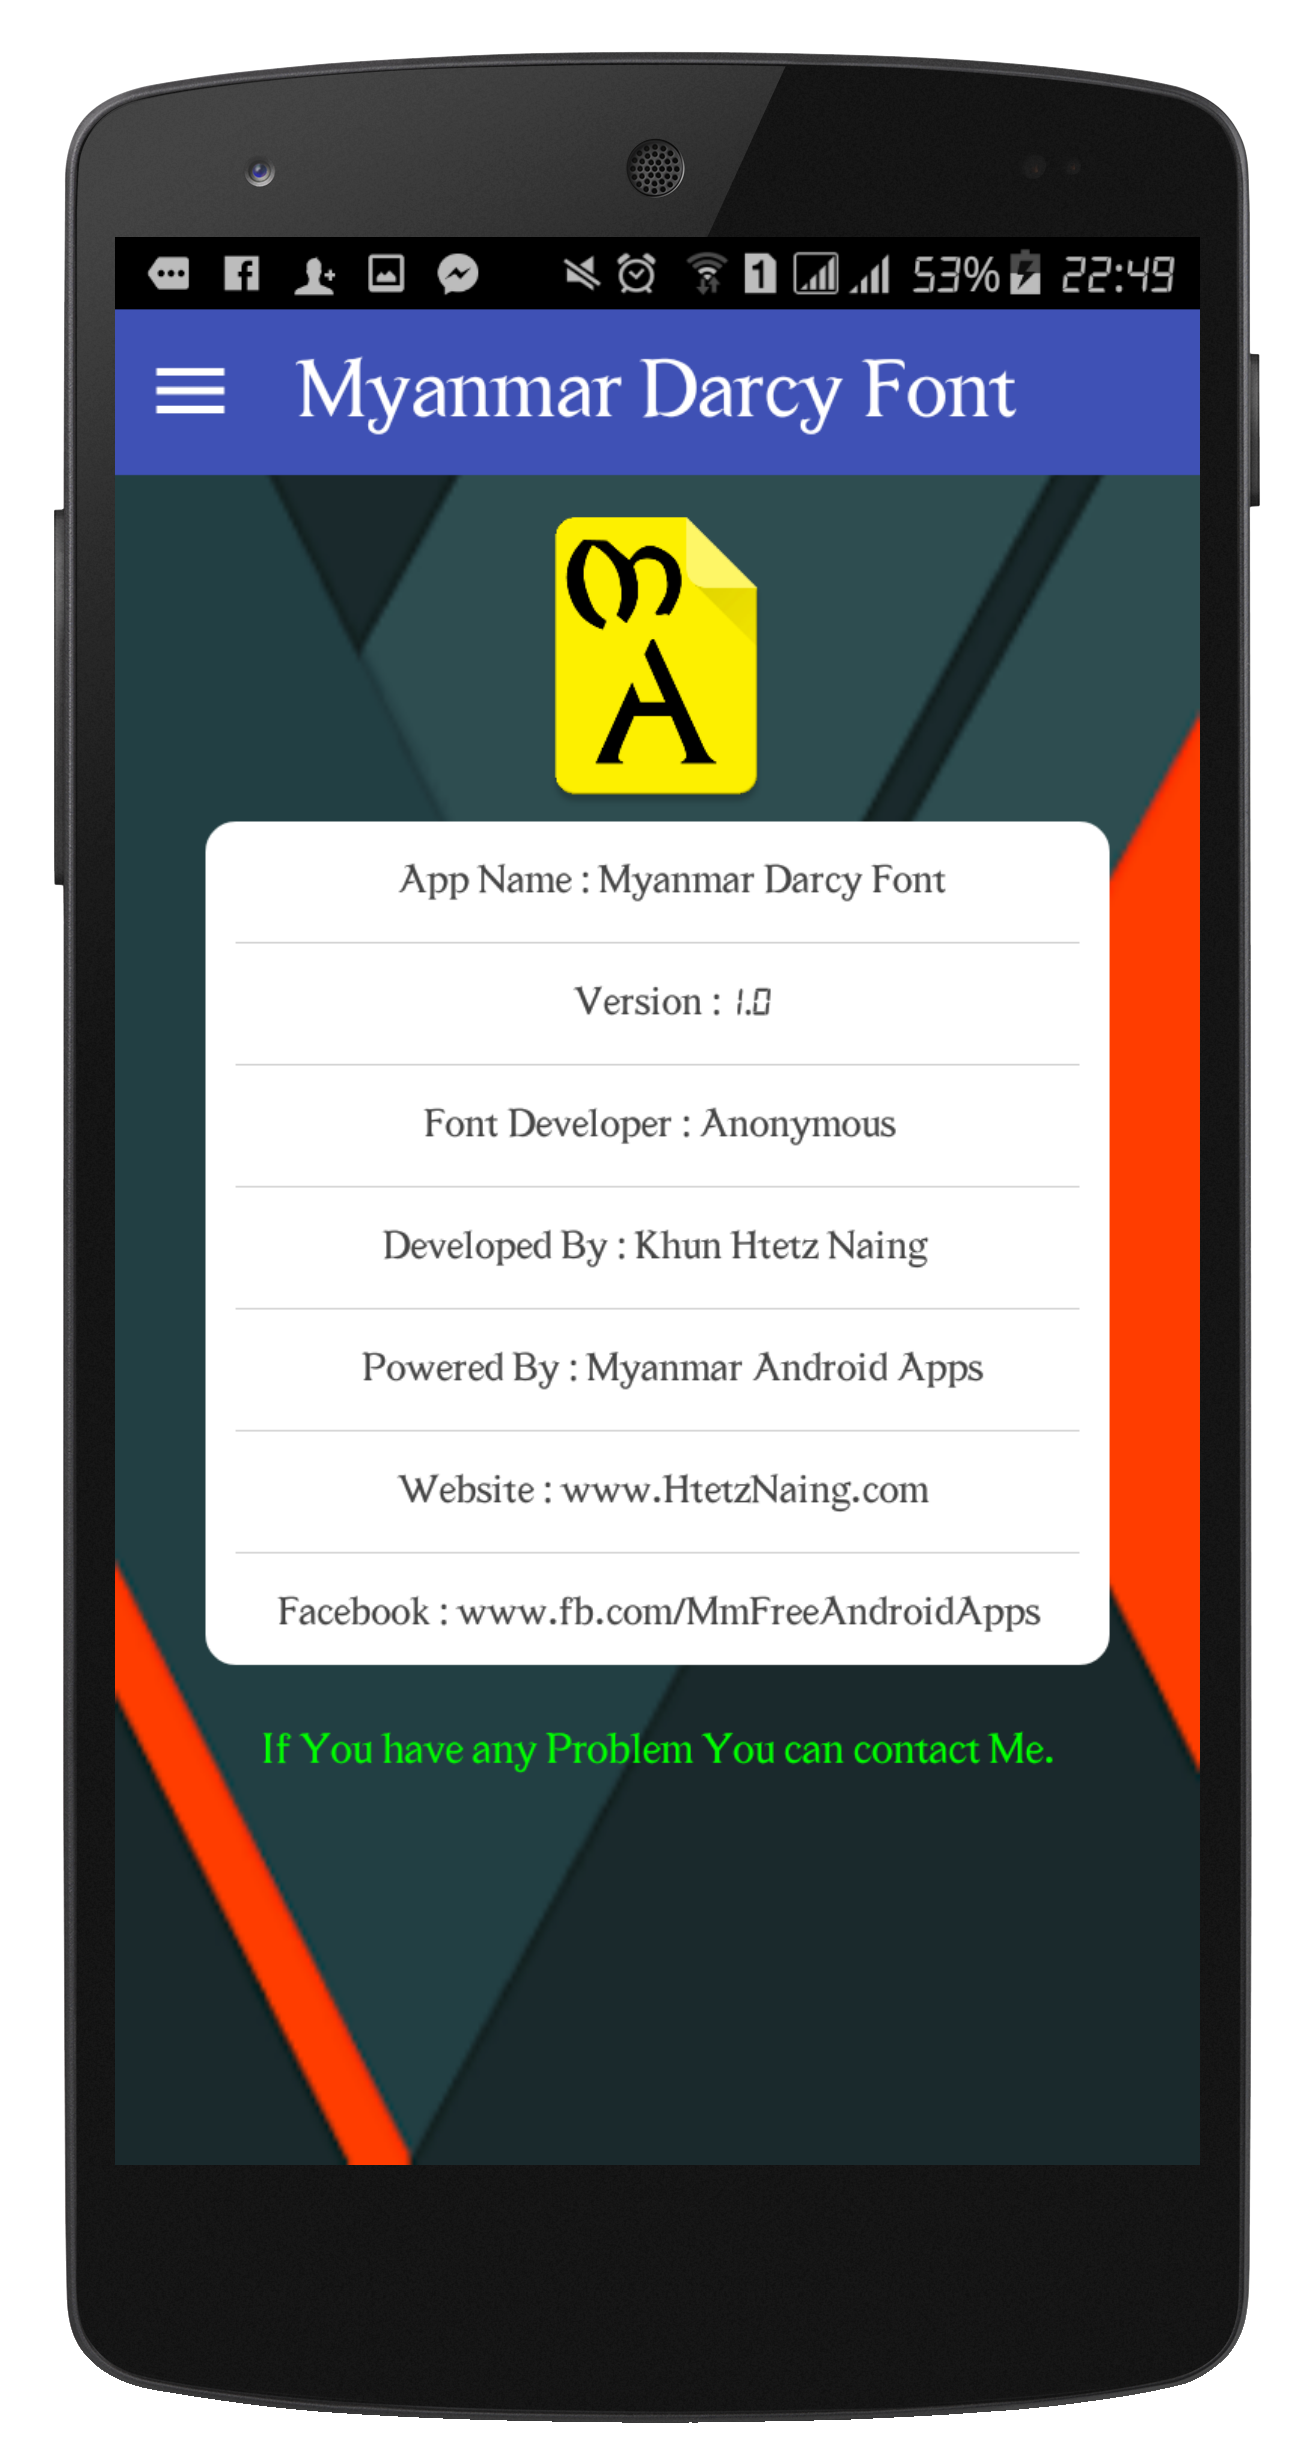 53% 22:49
Myanmar Darcy Font
ဢ
A
App Name : Myanmar Darcy Font
Version : 1.0
Font Developer : Anonymous
Developed By : Khun Htetz Naing
Powered By : Myanmar Android Apps
Website : www.HtetzNaing.com
Facebook : www.fb.com/MmFreeAndroidApps
If You have any Problem You can contact Me.